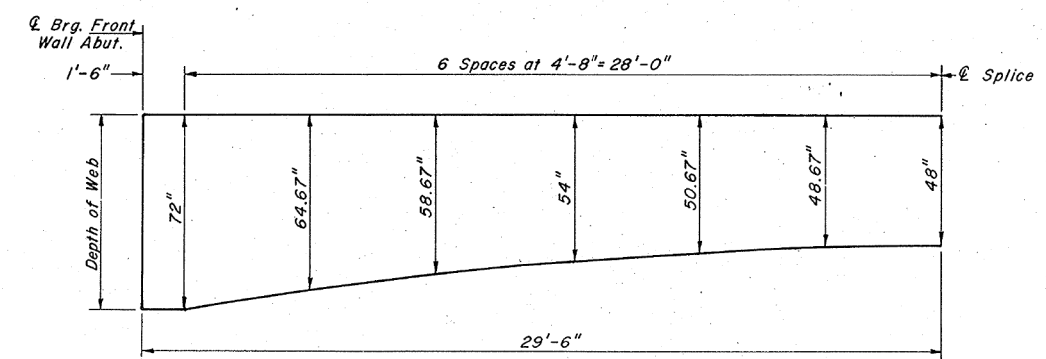 ℄ Brg. Front
Wall Abut.
1'-6"
6 Spaces at 4'-8"= 28'-0"
℄ Splice
Depth of Web
72"
64.67"
58.67"
54"
50.67"
48.67"
48"
29'-6"